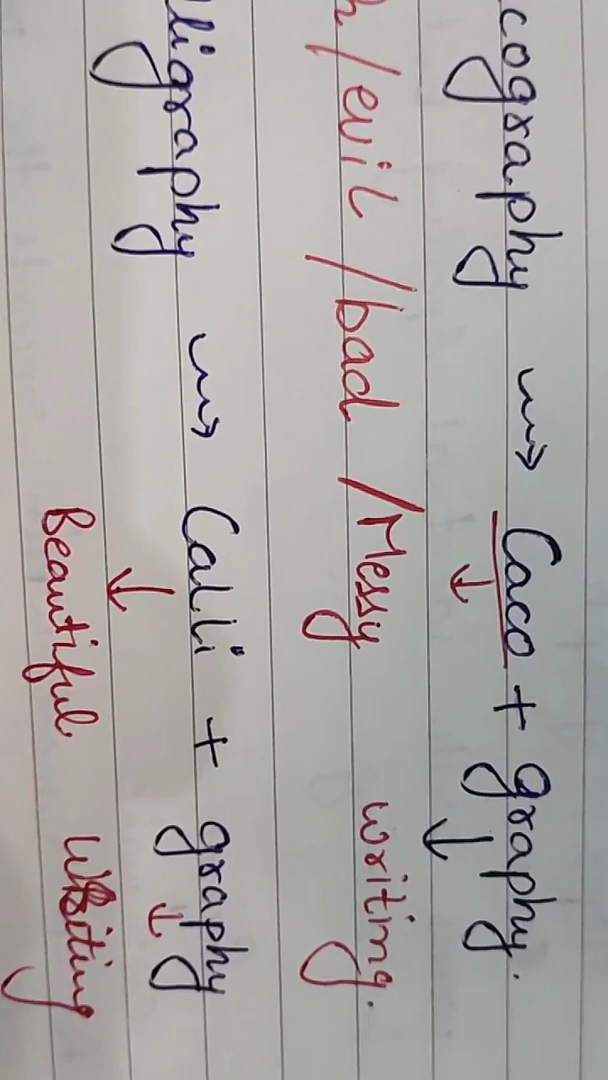 cography ⇝ Caco + graphy.
↓ ↓
/evil /bad /Messy writing.
lligraphy ⇝ Calli + graphy
↓ ↓
Beautiful Writing